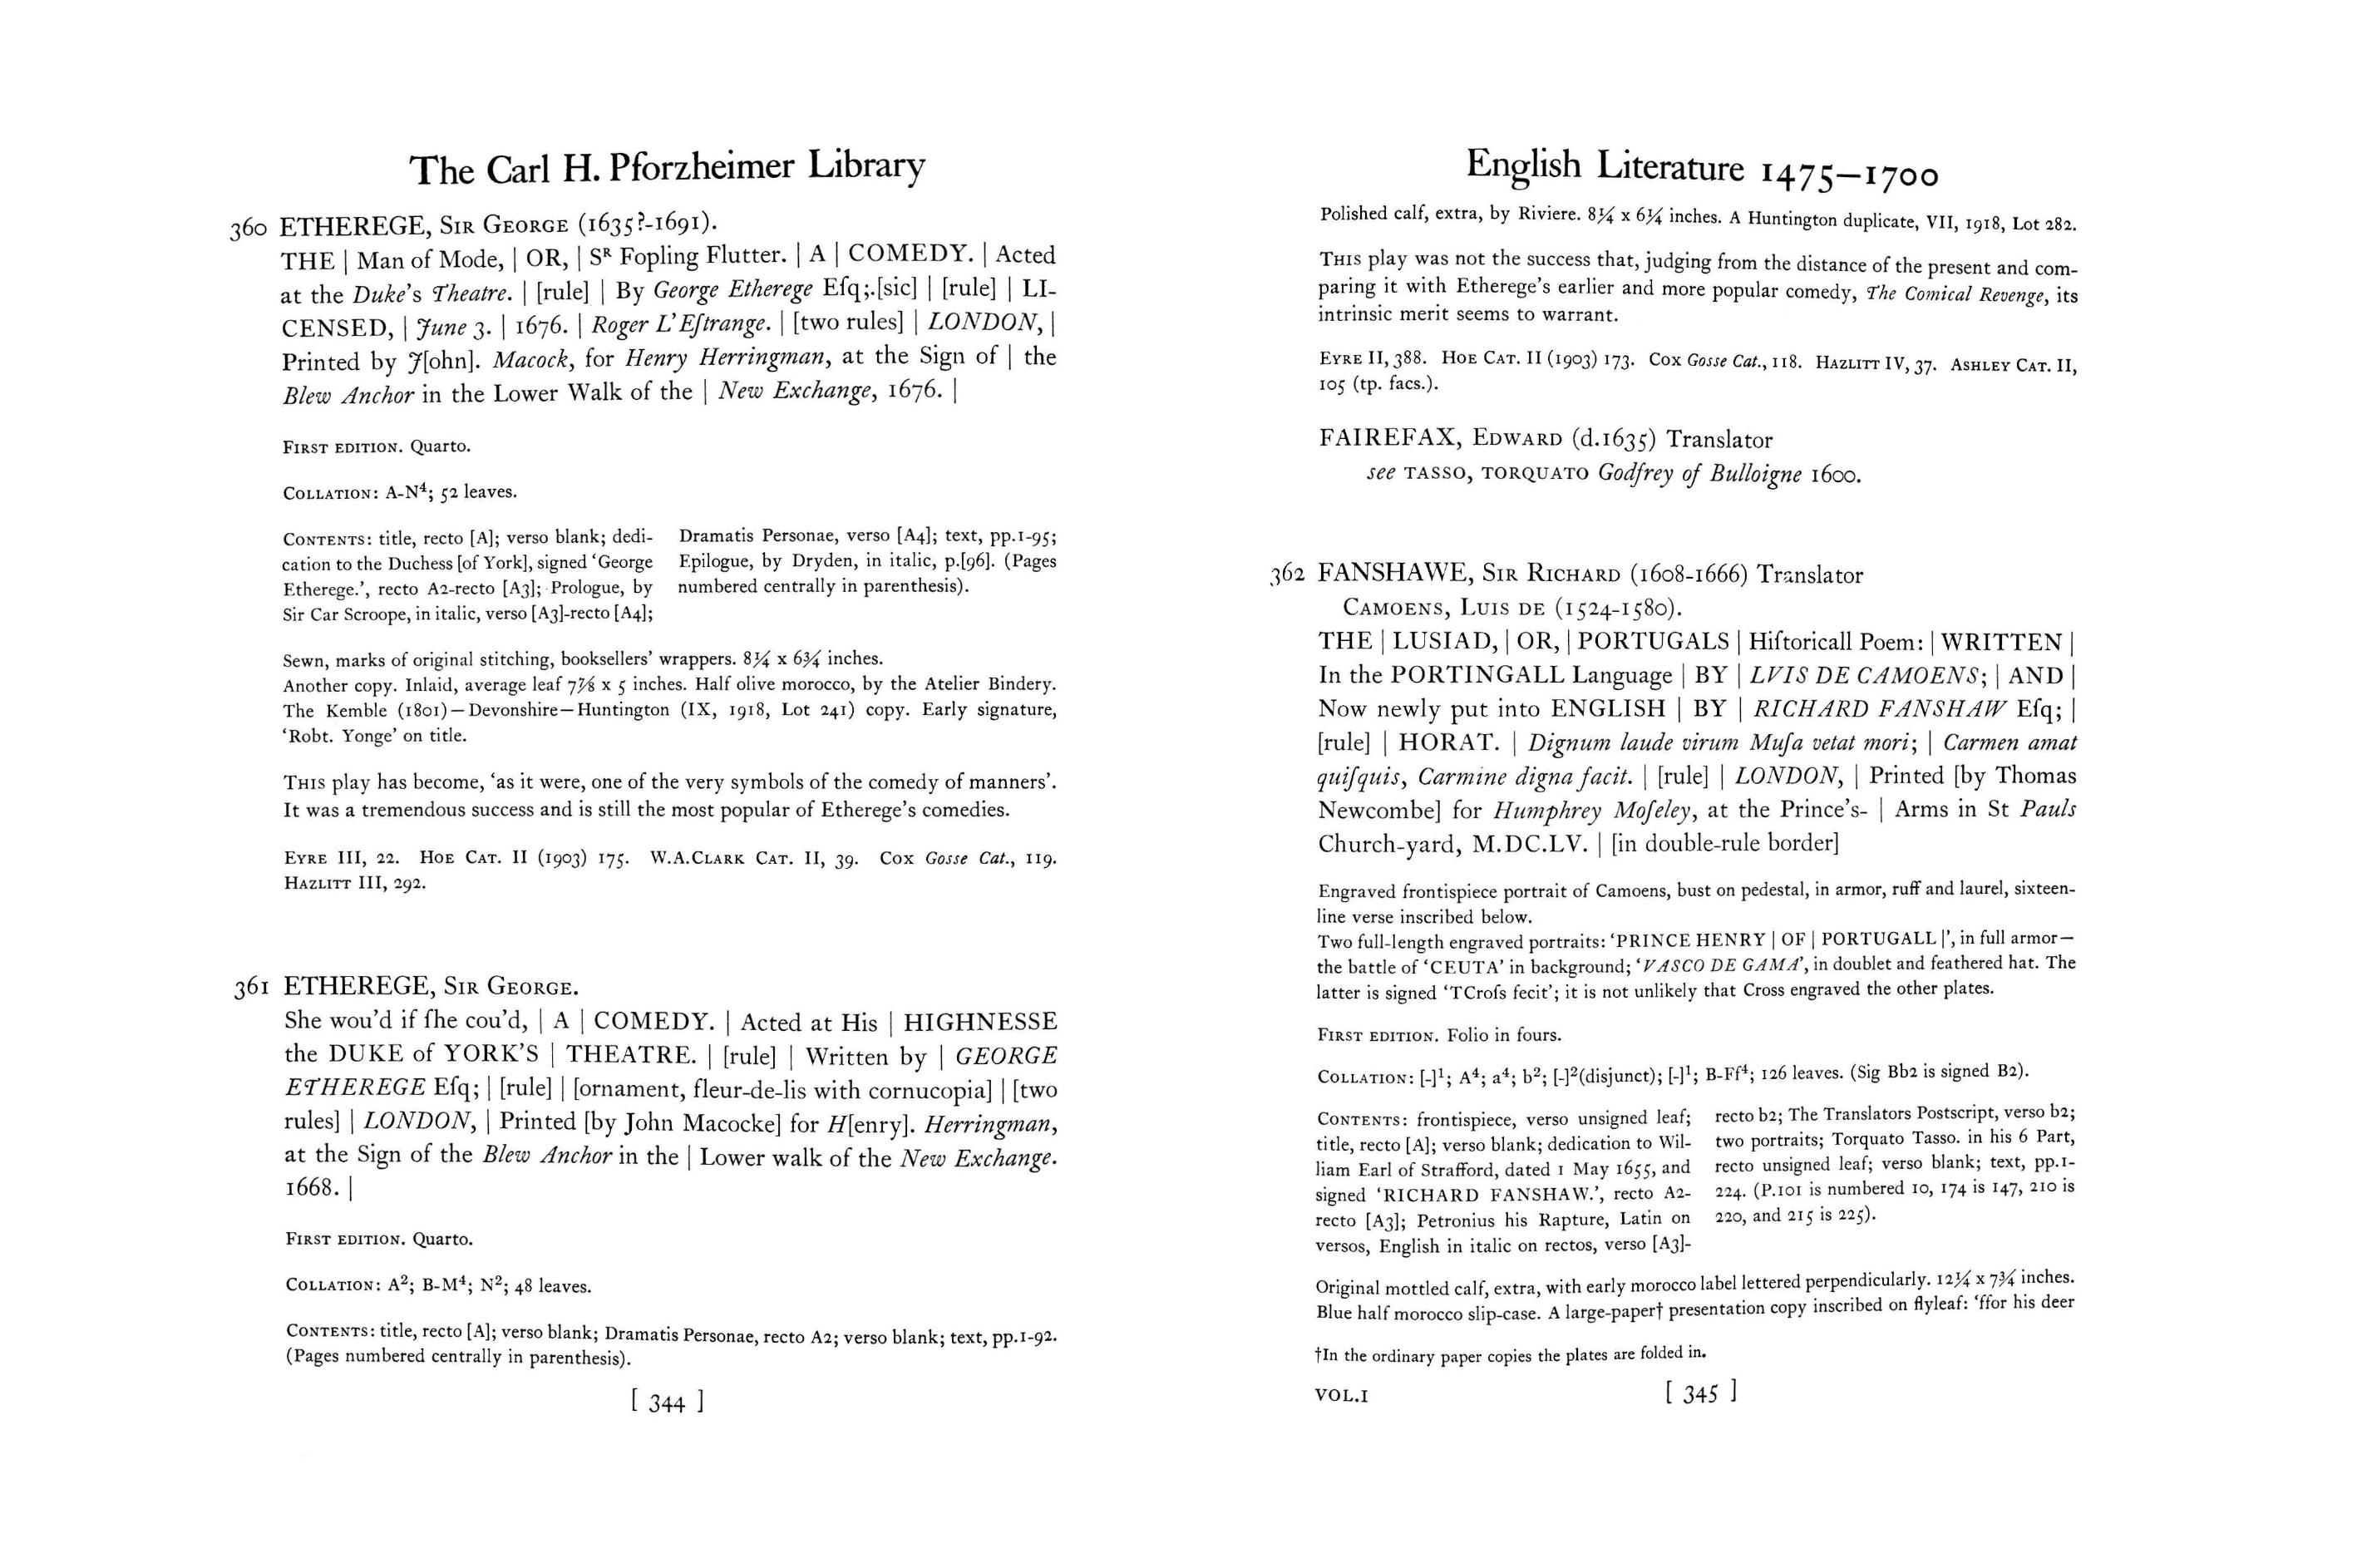 The Carl H. Pforzheimer Library
360 ETHEREGE, SIR GEORGE (1635?-1691).
THE | Man of Mode, | OR, | Sᴿ Fopling Flutter. | A | COMEDY. | Acted
at the Duke's Theatre. | [rule] | By George Etherege Eſq;.[sic] | [rule] | LI-
CENSED, | June 3. | 1676. | Roger L'Eſtrange. | [two rules] | LONDON, |
Printed by J[ohn]. Macock, for Henry Herringman, at the Sign of | the
Blew Anchor in the Lower Walk of the | New Exchange, 1676. |
FIRST EDITION. Quarto.
COLLATION: A-N⁴; 52 leaves.
CONTENTS: title, recto [A]; verso blank; dedi-
cation to the Duchess [of York], signed 'George
Etherege.', recto A2-recto [A3]; Prologue, by
Sir Car Scroope, in italic, verso [A3]-recto [A4];
Dramatis Personae, verso [A4]; text, pp.1-95;
Epilogue, by Dryden, in italic, p.[96]. (Pages
numbered centrally in parenthesis).
Sewn, marks of original stitching, booksellers' wrappers. 8¼ x 6¾ inches.
Another copy. Inlaid, average leaf 7⅞ x 5 inches. Half olive morocco, by the Atelier Bindery.
The Kemble (1801)—Devonshire—Huntington (IX, 1918, Lot 241) copy. Early signature,
'Robt. Yonge' on title.
THIS play has become, 'as it were, one of the very symbols of the comedy of manners'.
It was a tremendous success and is still the most popular of Etherege's comedies.
EYRE III, 22. HOE CAT. II (1903) 175. W.A.CLARK CAT. II, 39. COX Gosse Cat., 119.
HAZLITT III, 292.
361 ETHEREGE, SIR GEORGE.
She wou'd if ſhe cou'd, | A | COMEDY. | Acted at His | HIGHNESSE
the DUKE of YORK'S | THEATRE. | [rule] | Written by | GEORGE
ETHEREGE Eſq; | [rule] | [ornament, fleur-de-lis with cornucopia] | [two
rules] | LONDON, | Printed [by John Macocke] for H[enry]. Herringman,
at the Sign of the Blew Anchor in the | Lower walk of the New Exchange.
1668. |
FIRST EDITION. Quarto.
COLLATION: A²; B-M⁴; N²; 48 leaves.
CONTENTS: title, recto [A]; verso blank; Dramatis Personae, recto A2; verso blank; text, pp.1-92.
(Pages numbered centrally in parenthesis).
[ 344 ]
English Literature 1475—1700
Polished calf, extra, by Riviere. 8¼ x 6¼ inches. A Huntington duplicate, VII, 1918, Lot 282.
THIS play was not the success that, judging from the distance of the present and com-
paring it with Etherege's earlier and more popular comedy, The Comical Revenge, its
intrinsic merit seems to warrant.
EYRE II, 388. HOE CAT. II (1903) 173. COX Gosse Cat., 118. HAZLITT IV, 37. ASHLEY CAT. II,
105 (tp. facs.).
FAIREFAX, EDWARD (d.1635) Translator
see TASSO, TORQUATO Godfrey of Bulloigne 1600.
362 FANSHAWE, SIR RICHARD (1608-1666) Translator
CAMOENS, LUIS DE (1524-1580).
THE | LUSIAD, | OR, | PORTUGALS | Hiſtoricall Poem: | WRITTEN |
In the PORTINGALL Language | BY | LVIS DE CAMOENS; | AND |
Now newly put into ENGLISH | BY | RICHARD FANSHAW Eſq; |
[rule] | HORAT. | Dignum laude virum Muſa vetat mori; | Carmen amat
quiſquis, Carmine digna facit. | [rule] | LONDON, | Printed [by Thomas
Newcombe] for Humphrey Moſeley, at the Prince's- | Arms in St Pauls
Church-yard, M.DC.LV. | [in double-rule border]
Engraved frontispiece portrait of Camoens, bust on pedestal, in armor, ruff and laurel, sixteen-
line verse inscribed below.
Two full-length engraved portraits: 'PRINCE HENRY | OF | PORTUGALL |', in full armor—
the battle of 'CEUTA' in background; 'VASCO DE GAMA', in doublet and feathered hat. The
latter is signed 'TCroſs fecit'; it is not unlikely that Cross engraved the other plates.
FIRST EDITION. Folio in fours.
COLLATION: [-]¹; A⁴; a⁴; b²; [-]²(disjunct); [-]¹; B-Ff⁴; 126 leaves. (Sig Bb2 is signed B2).
CONTENTS: frontispiece, verso unsigned leaf;
title, recto [A]; verso blank; dedication to Wil-
liam Earl of Strafford, dated 1 May 1655, and
signed 'RICHARD FANSHAW.', recto A2-
recto [A3]; Petronius his Rapture, Latin on
versos, English in italic on rectos, verso [A3]-
recto b2; The Translators Postscript, verso b2;
two portraits; Torquato Tasso. in his 6 Part,
recto unsigned leaf; verso blank; text, pp.1-
224. (P.101 is numbered 10, 174 is 147, 210 is
220, and 215 is 225).
Original mottled calf, extra, with early morocco label lettered perpendicularly. 12¼ x 7¾ inches.
Blue half morocco slip-case. A large-paper† presentation copy inscribed on flyleaf: 'ffor his deer
†In the ordinary paper copies the plates are folded in.
VOL.I
[ 345 ]